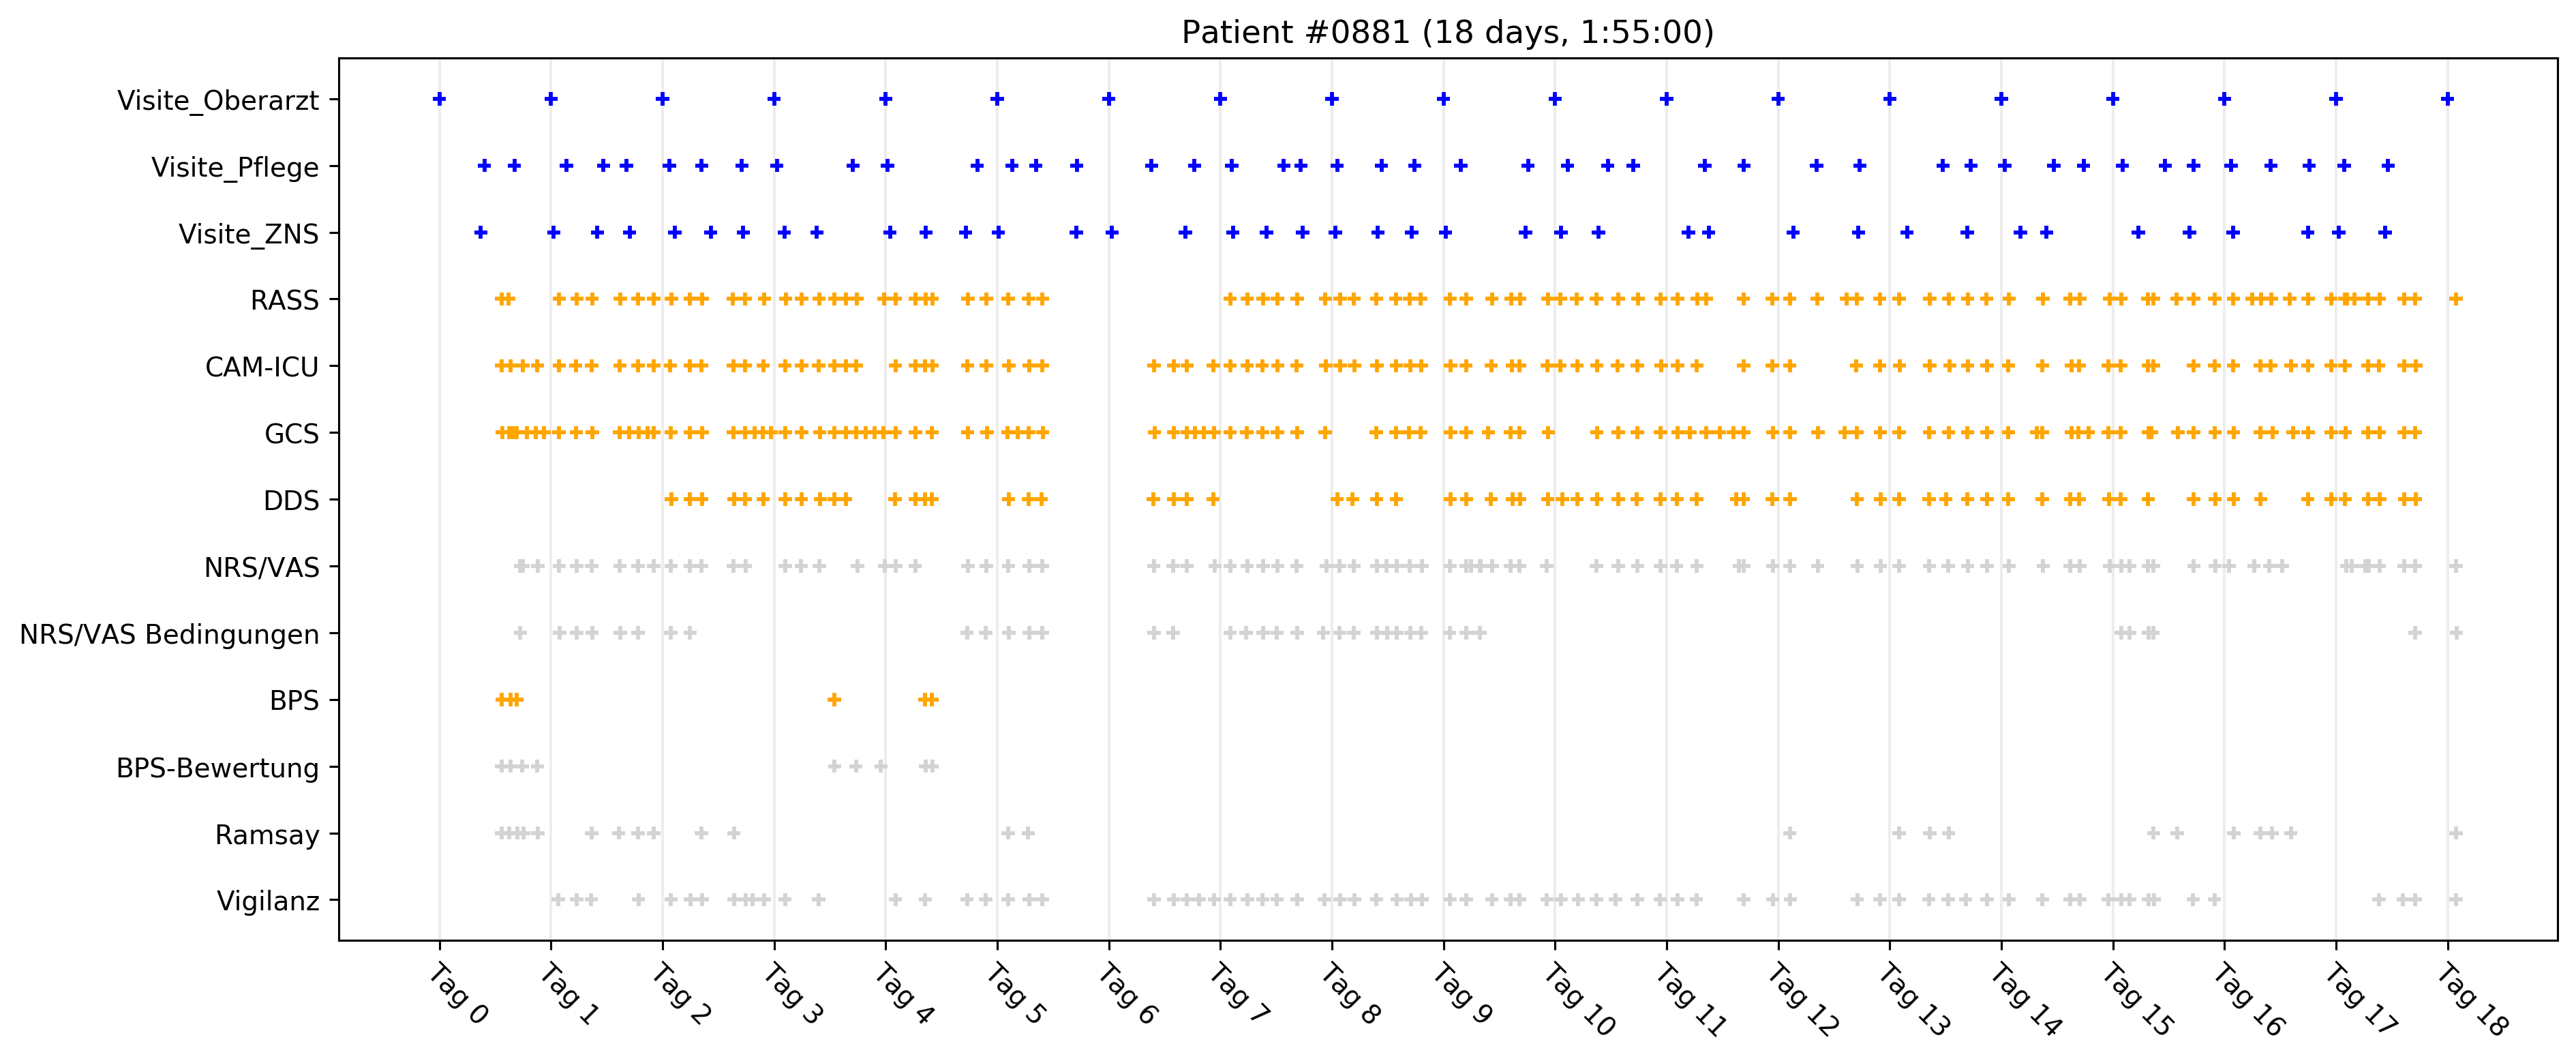 Patient #0881 (18 days, 1:55:00)
Visite_Oberarzt
Visite_Pflege
Visite_ZNS
RASS
CAM-ICU
GCS
DDS
NRS/VAS
NRS/VAS Bedingungen
BPS
BPS-Bewertung
Ramsay
Vigilanz
Tag 0
Tag 1
Tag 2
Tag 3
Tag 4
Tag 5
Tag 6
Tag 7
Tag 8
Tag 9
Tag 10
Tag 11
Tag 12
Tag 13
Tag 14
Tag 15
Tag 16
Tag 17
Tag 18